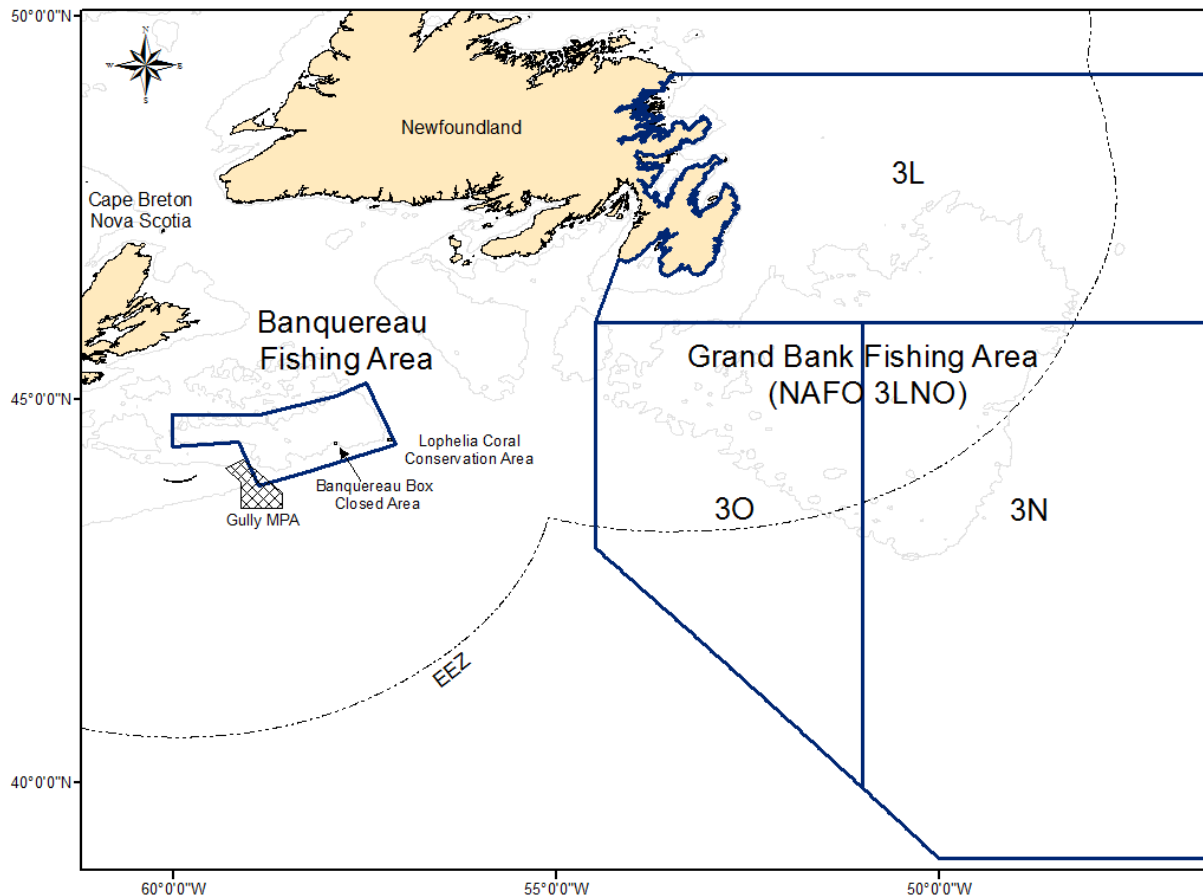 50°0'0"N
N
W
E
S
Newfoundland
3L
Cape Breton
Nova Scotia
Banquereau
Fishing Area
Grand Bank Fishing Area
(NAFO 3LNO)
45°0'0"N
Lophelia Coral
Conservation Area
Banquereau Box
Closed Area
Gully MPA
3O
3N
EEZ
40°0'0"N
60°0'0"W
55°0'0"W
50°0'0"W